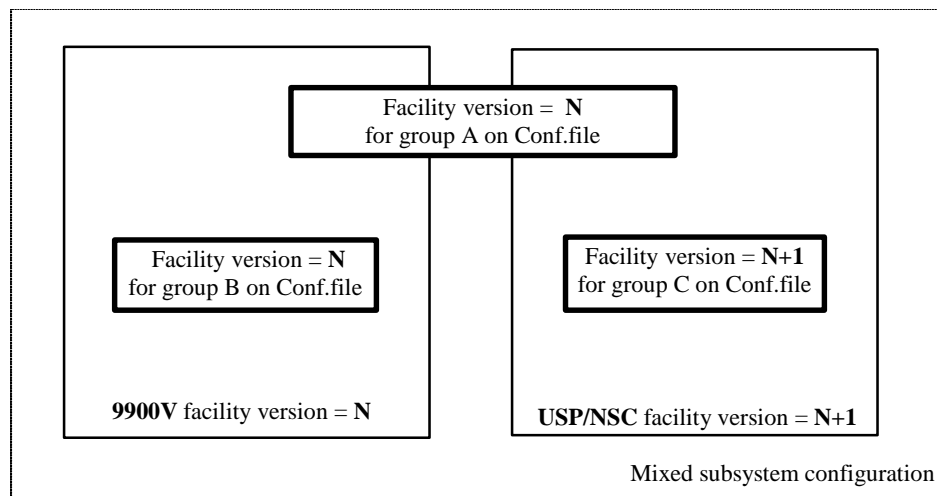 Facility version = N
for group A on Conf.file
Facility version = N
for group B on Conf.file
Facility version = N+1
for group C on Conf.file
9900V facility version = N
USP/NSC facility version = N+1
Mixed subsystem configuration